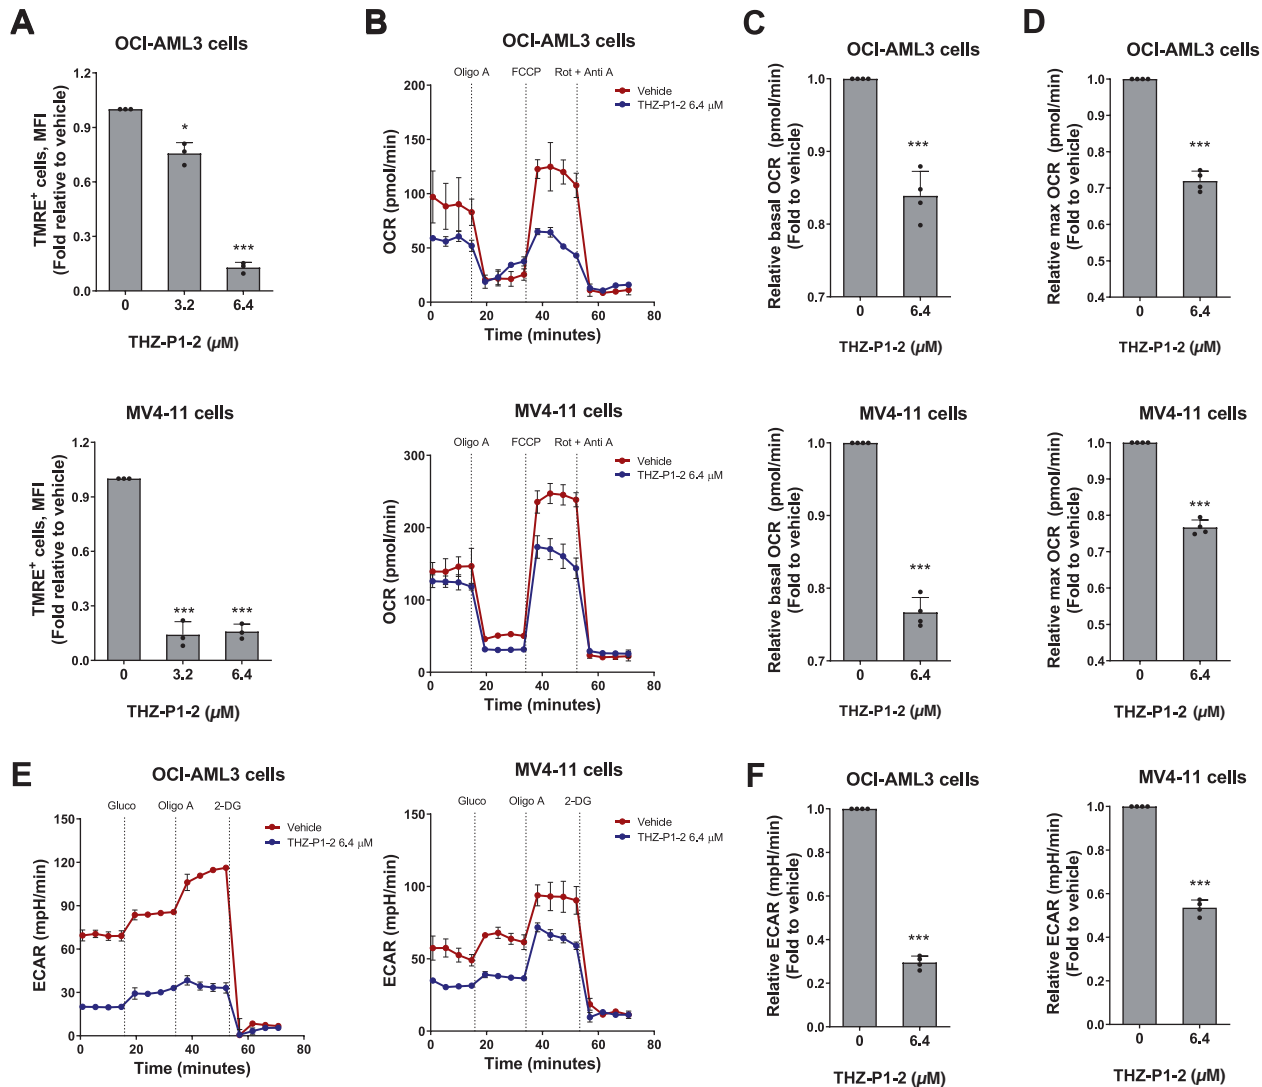 A
OCI-AML3 cells
TMRE+ cells, MFI
(Fold relative to vehicle)
1.2
0.9
0.6
0.3
0.0
*
***
0 3.2 6.4
THZ-P1-2 (µM)
MV4-11 cells
TMRE+ cells, MFI
(Fold relative to vehicle)
1.2
0.9
0.6
0.3
0.0
*** ***
0 3.2 6.4
THZ-P1-2 (µM)
B
OCI-AML3 cells
Oligo A FCCP Rot + Anti A
Vehicle
THZ-P1-2 6.4 µM
OCR (pmol/min)
200
150
100
50
0
0 20 40 60 80
Time (minutes)
MV4-11 cells
Oligo A FCCP Rot + Anti A
Vehicle
THZ-P1-2 6.4 µM
OCR (pmol/min)
300
200
100
0
0 20 40 60 80
Time (minutes)
C
OCI-AML3 cells
Relative basal OCR (pmol/min)
(Fold to vehicle)
1.0
0.9
0.8
0.7
***
0 6.4
THZ-P1-2 (µM)
MV4-11 cells
Relative basal OCR (pmol/min)
(Fold to vehicle)
1.0
0.9
0.8
0.7
***
0 6.4
THZ-P1-2 (µM)
D
OCI-AML3 cells
Relative max OCR (pmol/min)
(Fold to vehicle)
1.0
0.9
0.8
0.7
0.6
0.5
0.4
***
0 6.4
THZ-P1-2 (µM)
MV4-11 cells
Relative max OCR (pmol/min)
(Fold to vehicle)
1.0
0.9
0.8
0.7
0.6
0.5
0.4
***
0 6.4
THZ-P1-2 (µM)
E
OCI-AML3 cells
Gluco Oligo A 2-DG
Vehicle
THZ-P1-2 6.4 µM
ECAR (mpH/min)
150
120
90
60
30
0
0 20 40 60 80
Time (minutes)
MV4-11 cells
Gluco Oligo A 2-DG
Vehicle
THZ-P1-2 6.4 µM
ECAR (mpH/min)
150
100
50
0
0 20 40 60 80
Time (minutes)
F
OCI-AML3 cells
Relative ECAR (mpH/min)
(Fold to vehicle)
1.0
0.8
0.6
0.4
0.2
0.0
***
0 6.4
THZ-P1-2 (µM)
MV4-11 cells
Relative ECAR (mpH/min)
(Fold to vehicle)
1.0
0.8
0.6
0.4
0.2
0.0
***
0 6.4
THZ-P1-2 (µM)